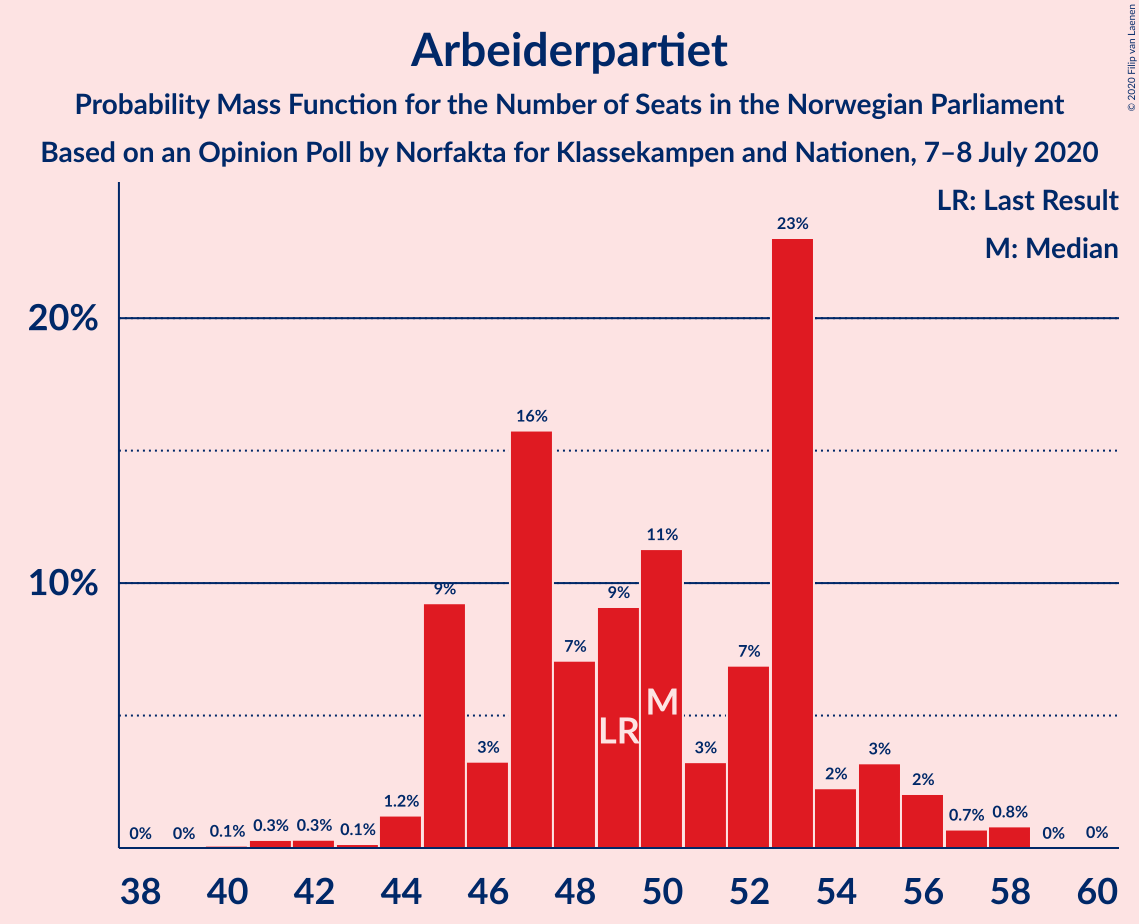 Arbeiderpartiet
Probability Mass Function for the Number of Seats in the Norwegian Parliament
Based on an Opinion Poll by Norfakta for Klassekampen and Nationen, 7–8 July 2020
© 2020 Filip van Laenen
LR: Last Result
M: Median
20%
10%
0% 0% 0.1% 0.3% 0.3% 0.1% 1.2% 9% 3% 16% 7% 9% 11% 3% 7% 23% 2% 3% 2% 0.7% 0.8% 0% 0%
LR M
38 40 42 44 46 48 50 52 54 56 58 60